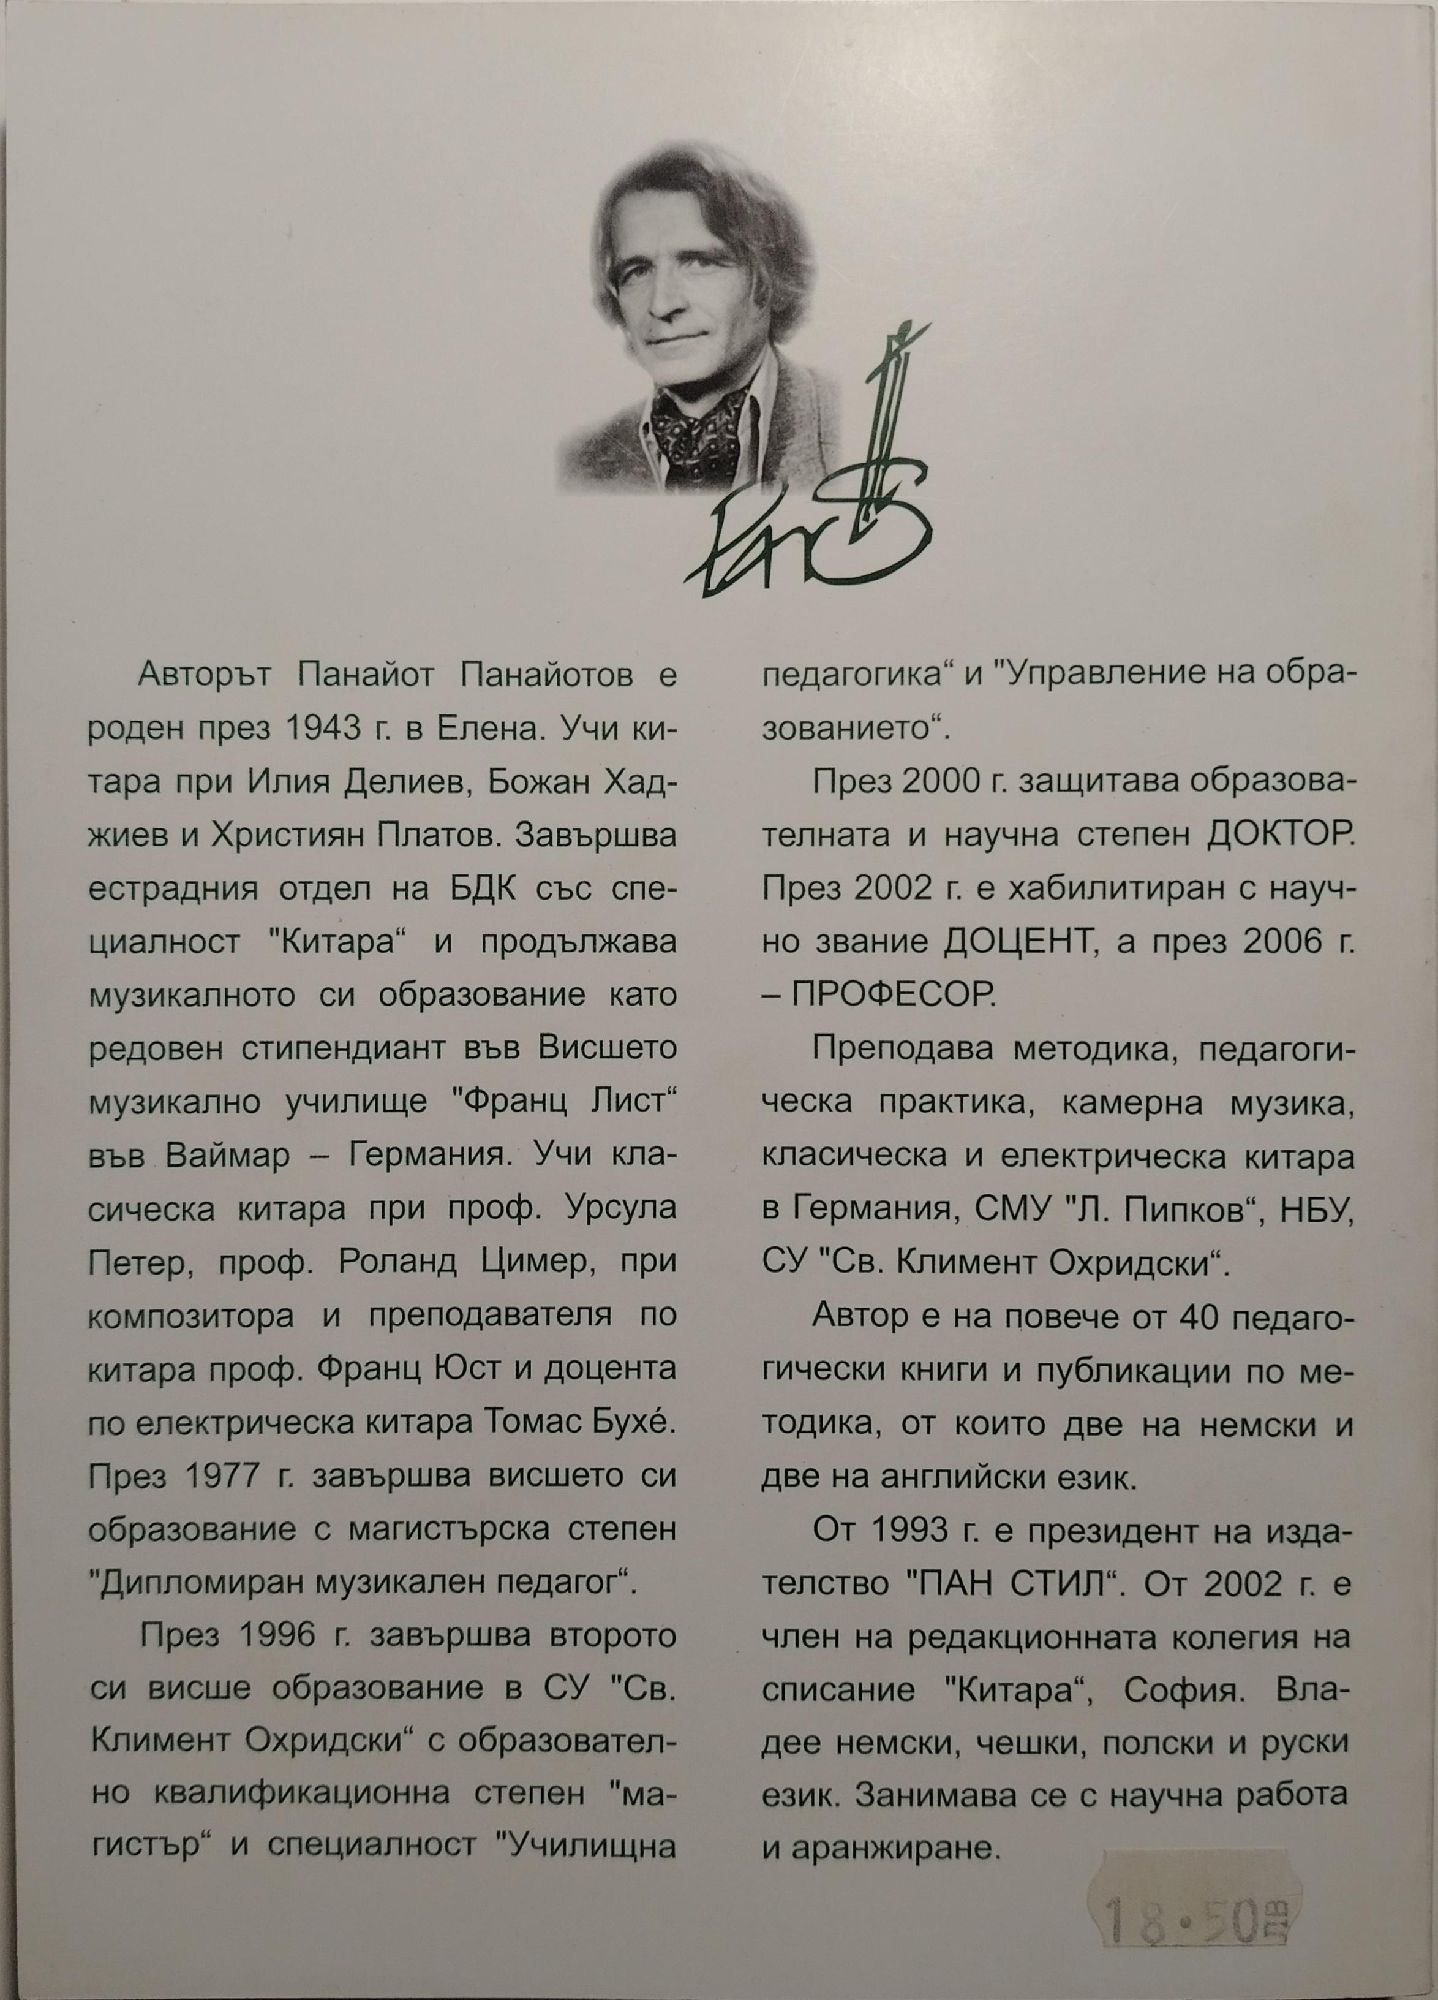 Авторът Панайот Панайотов е
роден през 1943 г. в Елена. Учи ки-
тара при Илия Делиев, Божан Хад-
жиев и Християн Платов. Завършва
естрадния отдел на БДК със спе-
циалност "Китара“ и продължава
музикалното си образование като
редовен стипендиант във Висшето
музикално училище "Франц Лист“
във Ваймар – Германия. Учи кла-
сическа китара при проф. Урсула
Петер, проф. Роланд Цимер, при
композитора и преподавателя по
китара проф. Франц Юст и доцента
по електрическа китара Томас Бухé.
През 1977 г. завършва висшето си
образование с магистърска степен
"Дипломиран музикален педагог“.
През 1996 г. завършва второто
си висше образование в СУ "Св.
Климент Охридски“ с образовател-
но квалификационна степен "ма-
гистър“ и специалност "Училищна
педагогика“ и "Управление на обра-
зованието“.
През 2000 г. защитава образова-
телната и научна степен ДОКТОР.
През 2002 г. е хабилитиран с науч-
но звание ДОЦЕНТ, а през 2006 г.
– ПРОФЕСОР.
Преподава методика, педагоги-
ческа практика, камерна музика,
класическа и електрическа китара
в Германия, СМУ "Л. Пипков“, НБУ,
СУ "Св. Климент Охридски“.
Автор е на повече от 40 педаго-
гически книги и публикации по ме-
тодика, от които две на немски и
две на английски език.
От 1993 г. е президент на изда-
телство "ПАН СТИЛ“. От 2002 г. е
член на редакционната колегия на
списание "Китара“, София. Вла-
дее немски, чешки, полски и руски
език. Занимава се с научна работа
и аранжиране.
18.50ЛВ